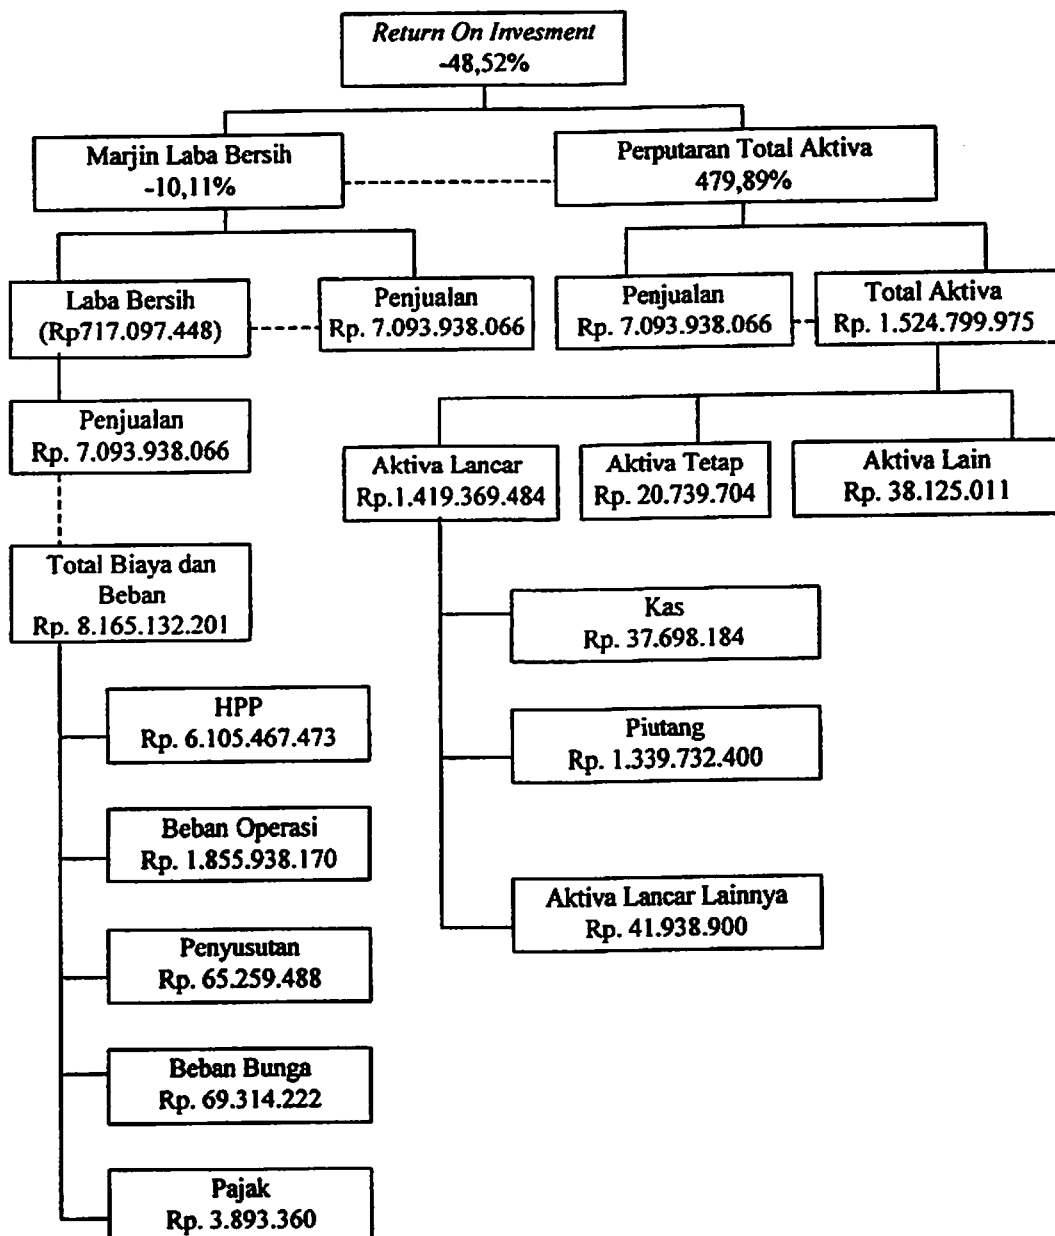 Return On Invesment
-48,52%
Marjin Laba Bersih
-10,11%
Perputaran Total Aktiva
479,89%
Laba Bersih
(Rp717.097.448)
Penjualan
Rp. 7.093.938.066
Penjualan
Rp. 7.093.938.066
Total Aktiva
Rp. 1.524.799.975
Penjualan
Rp. 7.093.938.066
Aktiva Lancar
Rp.1.419.369.484
Aktiva Tetap
Rp. 20.739.704
Aktiva Lain
Rp. 38.125.011
Total Biaya dan
Beban
Rp. 8.165.132.201
Kas
Rp. 37.698.184
HPP
Rp. 6.105.467.473
Piutang
Rp. 1.339.732.400
Beban Operasi
Rp. 1.855.938.170
Aktiva Lancar Lainnya
Rp. 41.938.900
Penyusutan
Rp. 65.259.488
Beban Bunga
Rp. 69.314.222
Pajak
Rp. 3.893.360